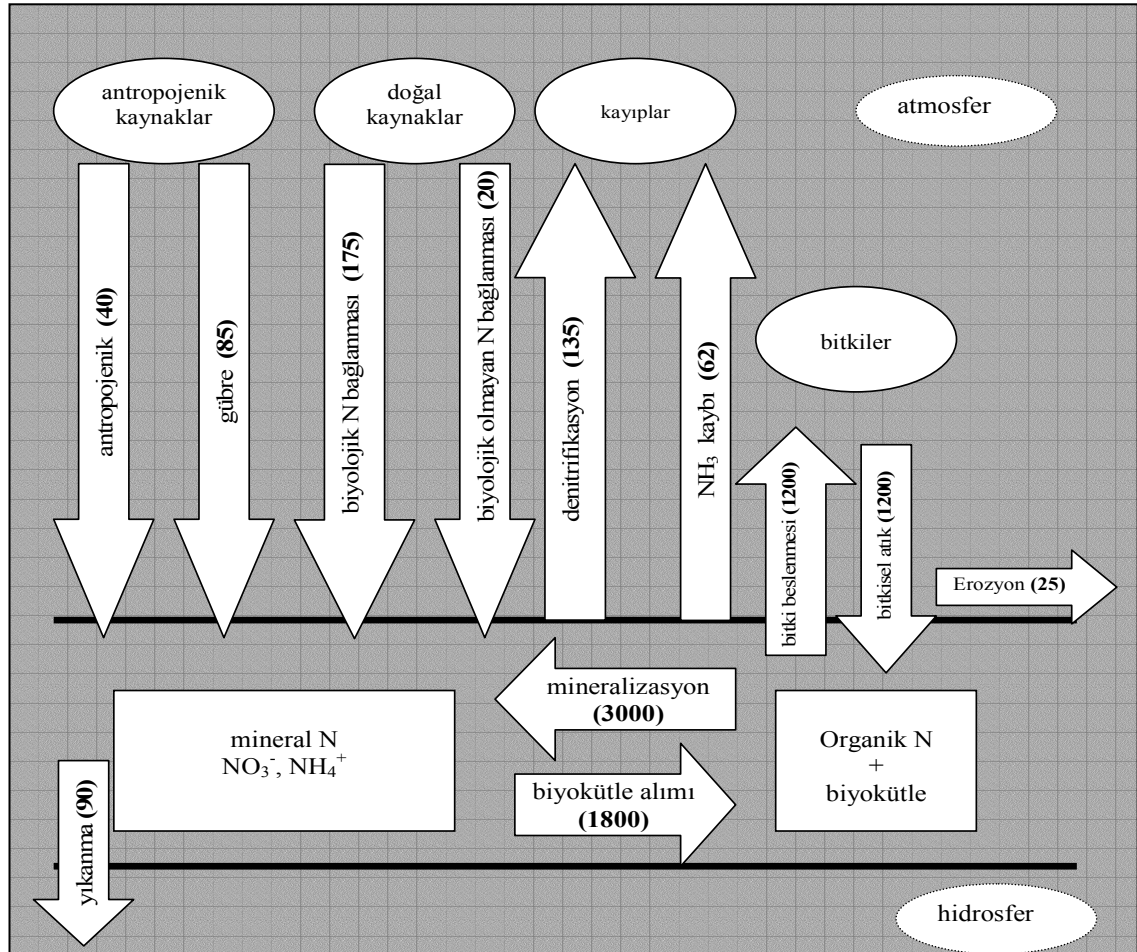 antropojenik
kaynaklar
doğal
kaynaklar
kayıplar
atmosfer
antropojenik (40)
gübre (85)
biyolojik N bağlanması (175)
biyolojik olmayan N bağlanması (20)
denitrifikasyon (135)
NH₃ kaybı (62)
bitkiler
bitki beslenmesi (1200)
bitkisel atık (1200)
Erozyon (25)
mineralizasyon
(3000)
mineral N
NO₃⁻, NH₄⁺
Organik N
+
biyokütle
biyokütle alımı
(1800)
yıkanma (90)
hidrosfer